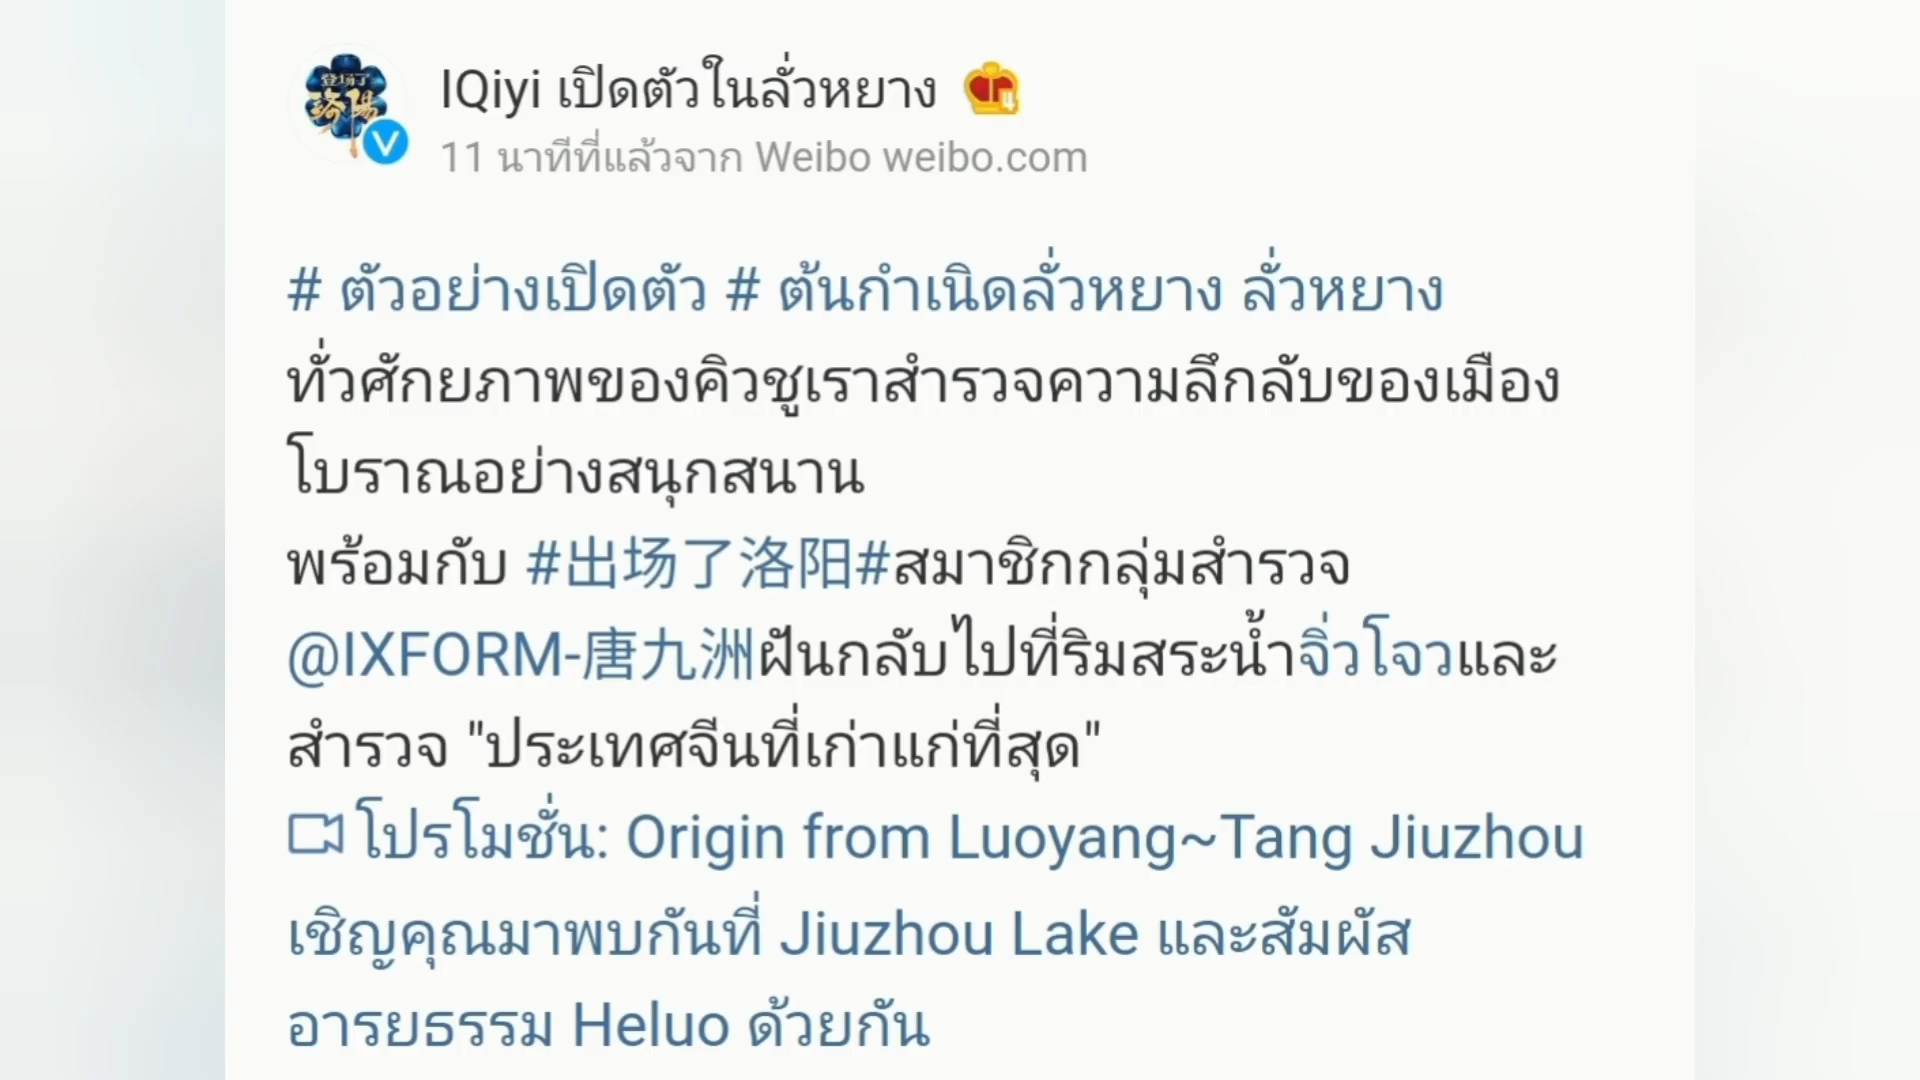 登场了
洛陽
IQiyi เปิดตัวในลั่วหยาง
4
11 นาทีที่แล้วจาก Weibo weibo.com
# ตัวอย่างเปิดตัว # ต้นกำเนิดลั่วหยาง ลั่วหยาง
ทั่วศักยภาพของคิวชูเราสำรวจความลึกลับของเมือง
โบราณอย่างสนุกสนาน
พร้อมกับ #出场了洛阳#สมาชิกกลุ่มสำรวจ
@IXFORM-唐九洲ฝันกลับไปที่ริมสระน้ำจิ่วโจวและ
สำรวจ "ประเทศจีนที่เก่าแก่ที่สุด"
โปรโมชั่น: Origin from Luoyang~Tang Jiuzhou
เชิญคุณมาพบกันที่ Jiuzhou Lake และสัมผัส
อารยธรรม Heluo ด้วยกัน